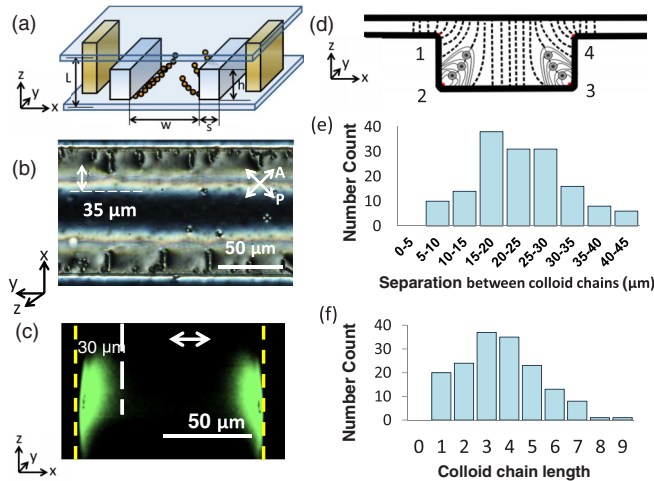 (a)
L
h
w
s
z
y
x
(b)
A
P
35 µm
50 µm
x
y
z
(c)
30 µm
50 µm
z
y
x
(d)
z
y
x
1
4
2
3
(e)
Number Count
40
30
20
10
0
0-5
5-10
10-15
15-20
20-25
25-30
30-35
35-40
40-45
Separation between colloid chains (µm)
(f)
Number Count
40
30
20
10
0
0 1 2 3 4 5 6 7 8 9
Colloid chain length